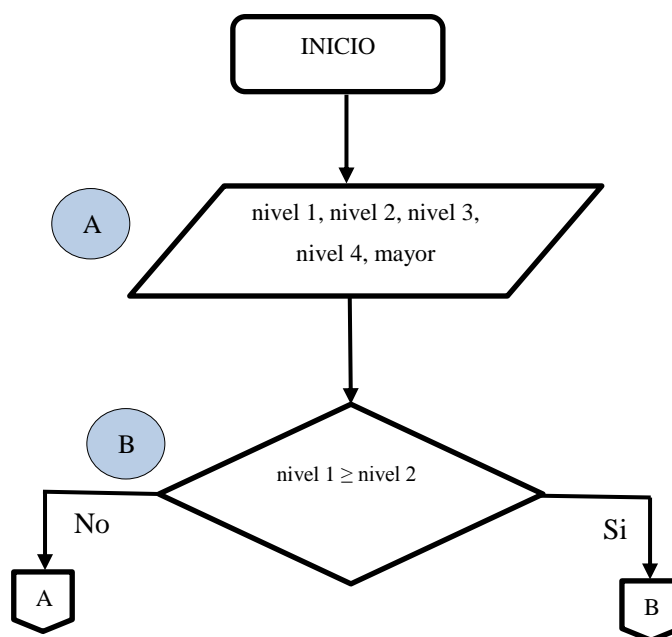 INICIO
A
nivel 1, nivel 2, nivel 3,
nivel 4, mayor
B
nivel 1 ≥ nivel 2
No
Si
A
B